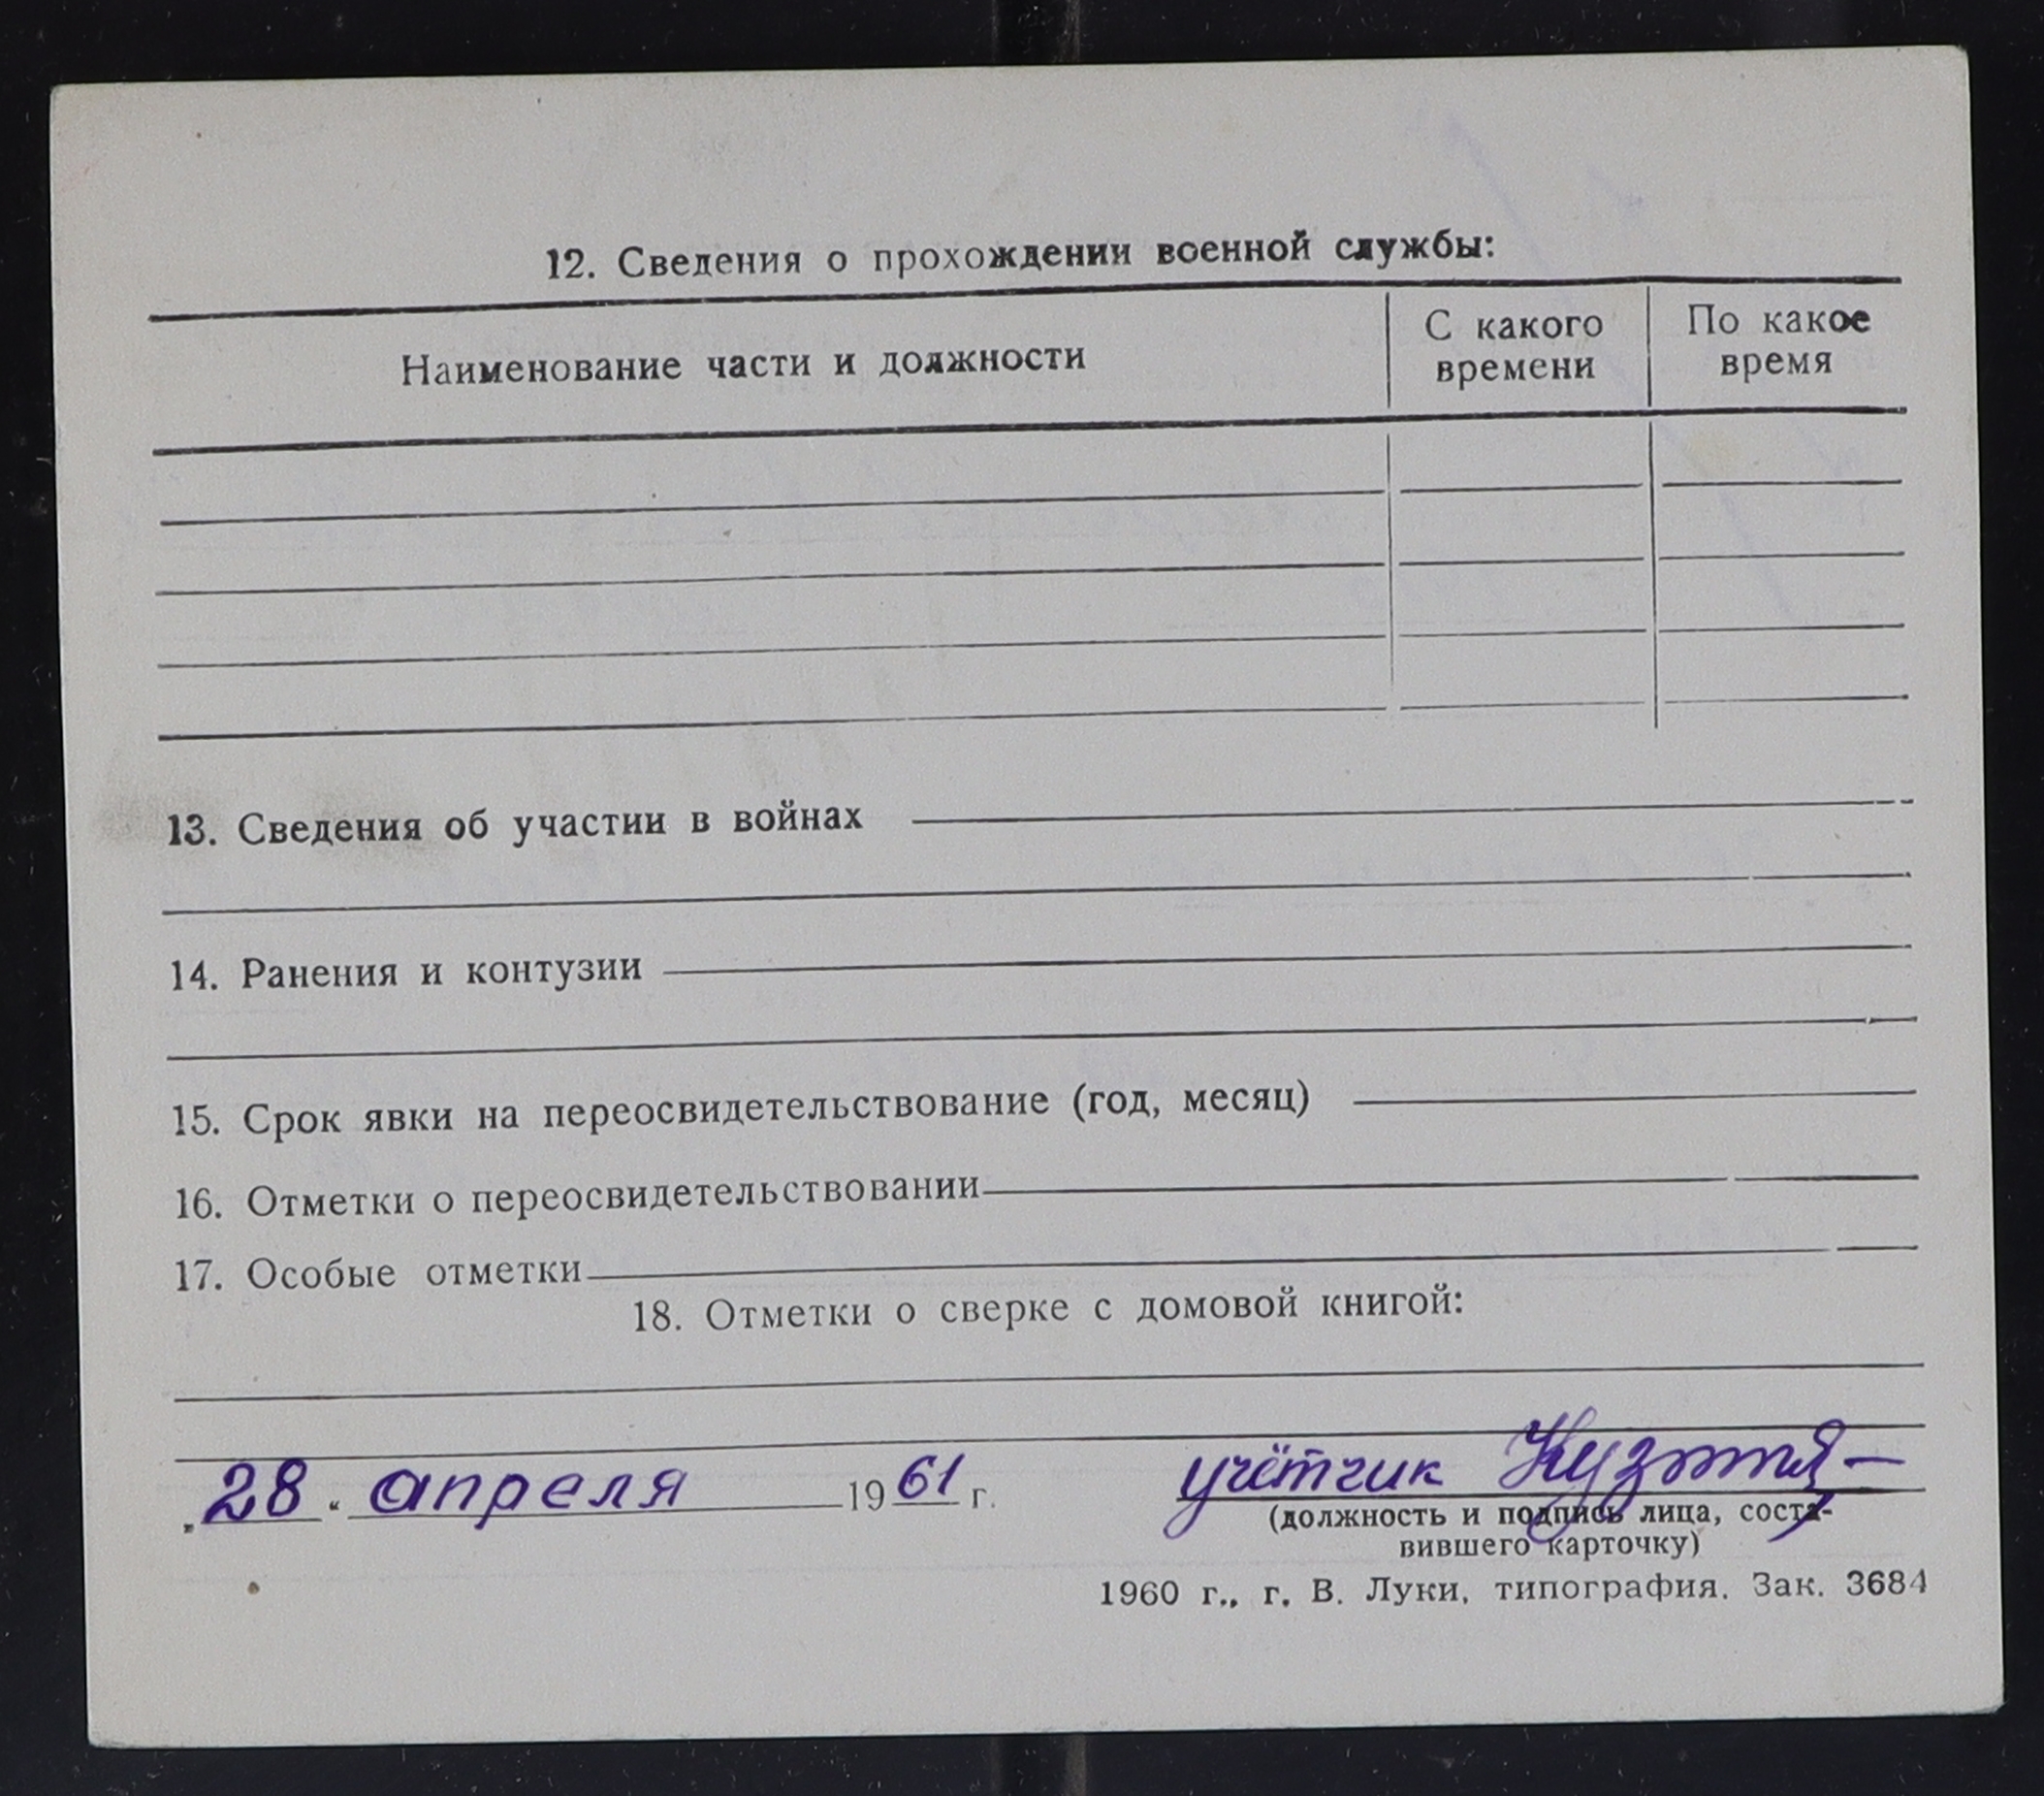 12. Сведения о прохождении военной службы:
Наименование части и должности
С какого времени
По какое время
13. Сведения об участии в войнах
14. Ранения и контузии
15. Срок явки на переосвидетельствование (год, месяц)
16. Отметки о переосвидетельствовании
17. Особые отметки
18. Отметки о сверке с домовой книгой:
„28“ апреля 1961 г.
учётчик
(должность и подпись лица, соста-
вившего карточку)
1960 г., г. В. Луки, типография. Зак. 3684